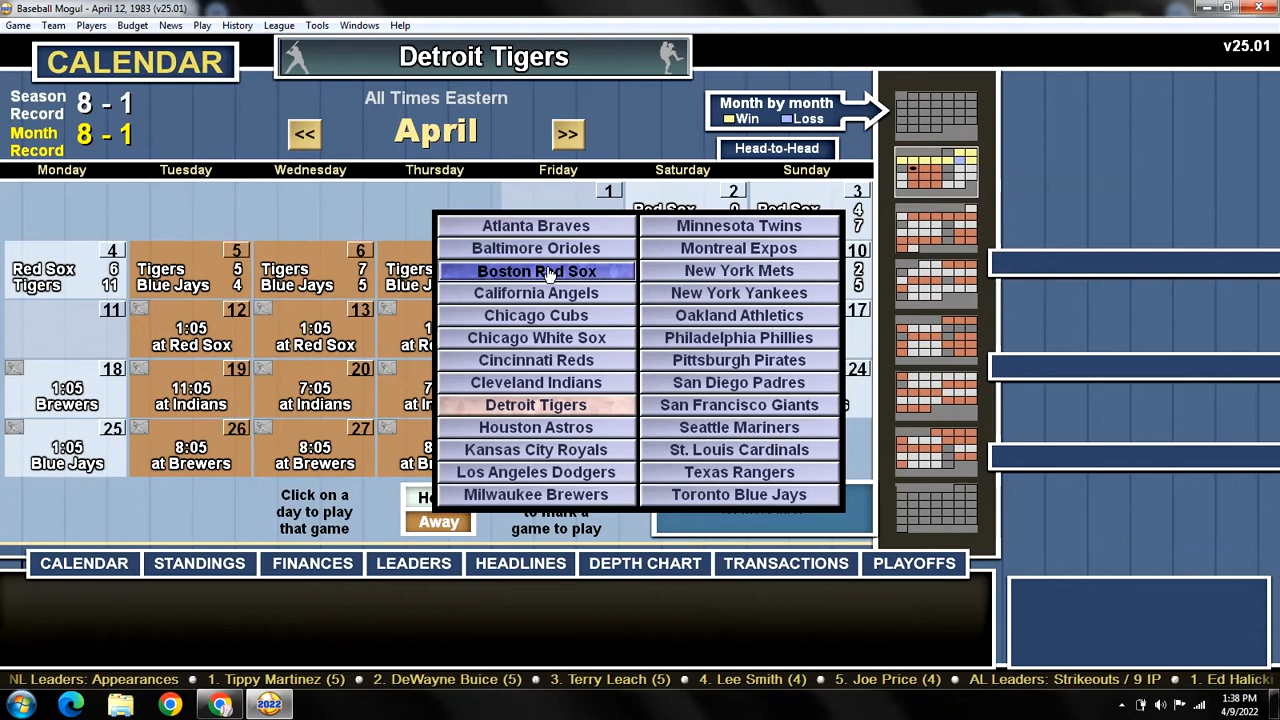 Baseball Mogul - April 12, 1983 (v25.01)
Game Team Players Budget News Play History League Tools Windows Help
CALENDAR
Detroit Tigers
v25.01
Season Record 8 - 1
Month Record 8 - 1
All Times Eastern
<< April >>
Month by month
Win Loss
Head-to-Head
Monday Tuesday Wednesday Thursday Friday Saturday Sunday
1 2 3
Red Sox 4
7
4 5 6 10
Red Sox 6 Tigers 5 Tigers 7 Tigers 2
Tigers 11 Blue Jays 4 Blue Jays 5 Blue Jays 5
11 12 13 17
1:05 1:05
at Red Sox at Red Sox
18 19 20 24
1:05 11:05 7:05
Brewers at Indians at Indians
25 26 27
1:05 8:05 8:05
Blue Jays at Brewers at Brewers
Atlanta Braves Minnesota Twins
Baltimore Orioles Montreal Expos
Boston Red Sox New York Mets
California Angels New York Yankees
Chicago Cubs Oakland Athletics
Chicago White Sox Philadelphia Phillies
Cincinnati Reds Pittsburgh Pirates
Cleveland Indians San Diego Padres
Detroit Tigers San Francisco Giants
Houston Astros Seattle Mariners
Kansas City Royals St. Louis Cardinals
Los Angeles Dodgers Texas Rangers
Milwaukee Brewers Toronto Blue Jays
Click on a
day to play
that game
Away
to mark a
game to play
CALENDAR STANDINGS FINANCES LEADERS HEADLINES DEPTH CHART TRANSACTIONS PLAYOFFS
NL Leaders: Appearances • 1. Tippy Martinez (5) • 2. DeWayne Buice (5) • 3. Terry Leach (5) • 4. Lee Smith (4) • 5. Joe Price (4) • AL Leaders: Strikeouts / 9 IP • 1. Ed Halicki
2022
1:38 PM
4/9/2022